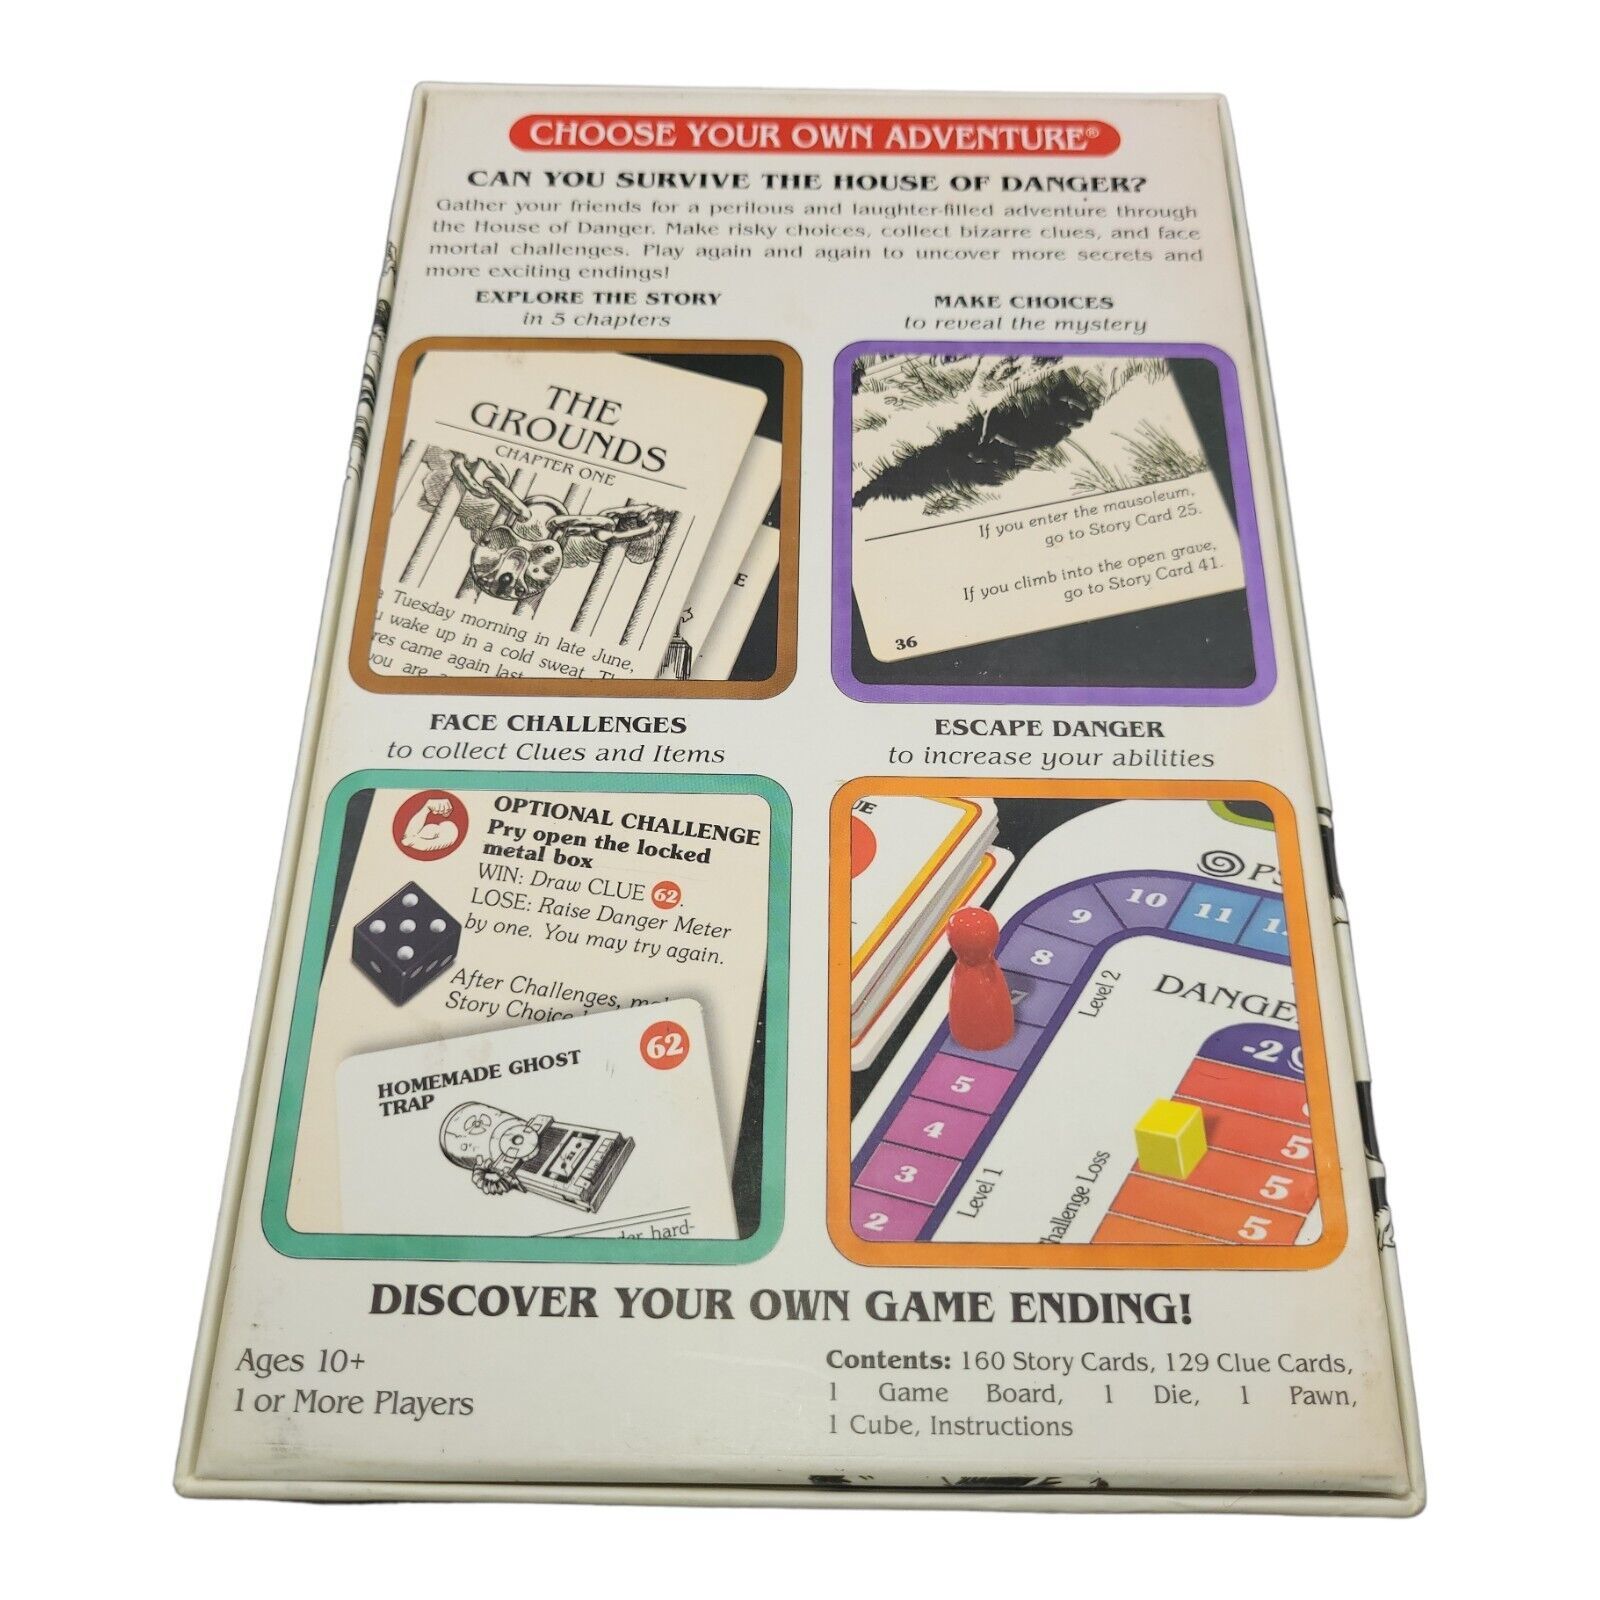 CHOOSE YOUR OWN ADVENTURE®
CAN YOU SURVIVE THE HOUSE OF DANGER?
Gather your friends for a perilous and laughter-filled adventure through
the House of Danger. Make risky choices, collect bizarre clues, and face
mortal challenges. Play again and again to uncover more secrets and
more exciting endings!
EXPLORE THE STORY
in 5 chapters
THE
GROUNDS
CHAPTER ONE
Tuesday morning in late June,
wake up in a cold sweat.
came again last
you are
E
MAKE CHOICES
to reveal the mystery
If you enter the mausoleum,
go to Story Card 25.
If you climb into the open grave,
go to Story Card 41.
36
FACE CHALLENGES
to collect Clues and Items
OPTIONAL CHALLENGE
Pry open the locked
metal box
WIN: Draw CLUE 62.
LOSE: Raise Danger Meter
by one. You may try again.
After Challenges,
Story Choice
62
HOMEMADE GHOST
TRAP
hard-
ESCAPE DANGER
to increase your abilities
UE
PS
9 10 11 1
8
7
5
4
3
2
Level 2
Level 1
DANGE
-2
5
5
5
hallenge Loss
DISCOVER YOUR OWN GAME ENDING!
Ages 10+
1 or More Players
Contents: 160 Story Cards, 129 Clue Cards,
1 Game Board, 1 Die, 1 Pawn,
1 Cube, Instructions